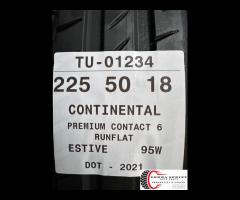 TU-01234
225 50 18
CONTINENTAL
PREMIUM CONTACT 6
RUNFLAT
ESTIVE 95W
DOT - 2021